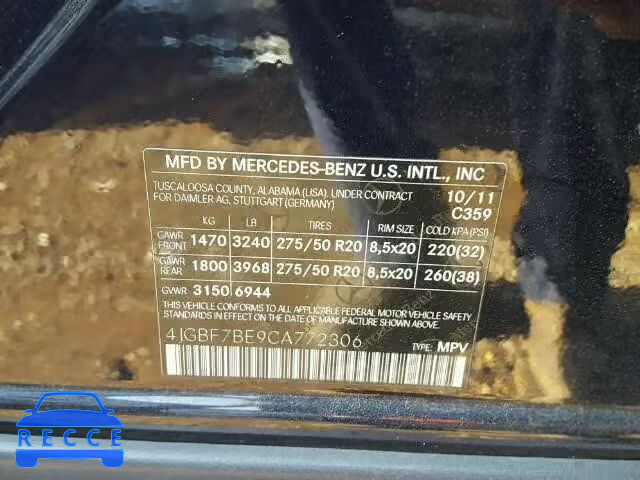 MFD BY MERCEDES-BENZ U.S. INTL., INC
TUSCALOOSA COUNTY, ALABAMA (USA). UNDER CONTRACT 10/11
FOR DAIMLER AG, STUTTGART (GERMANY) C359
KG LB TIRES RIM SIZE COLD KPA (PSI)
GAWR FRONT 1470 3240 275/50 R20 8,5x20 220(32)
GAWR REAR 1800 3968 275/50 R20 8,5x20 260(38)
GVWR 3150 6944
THIS VEHICLE CONFORMS TO ALL APPLICABLE FEDERAL MOTOR VEHICLE SAFETY
STANDARDS IN EFFECT ON THE DATE OF MANUFACTURE SHOWN ABOVE.
4JGBF7BE9CA772306
TYPE: MPV
RECCE